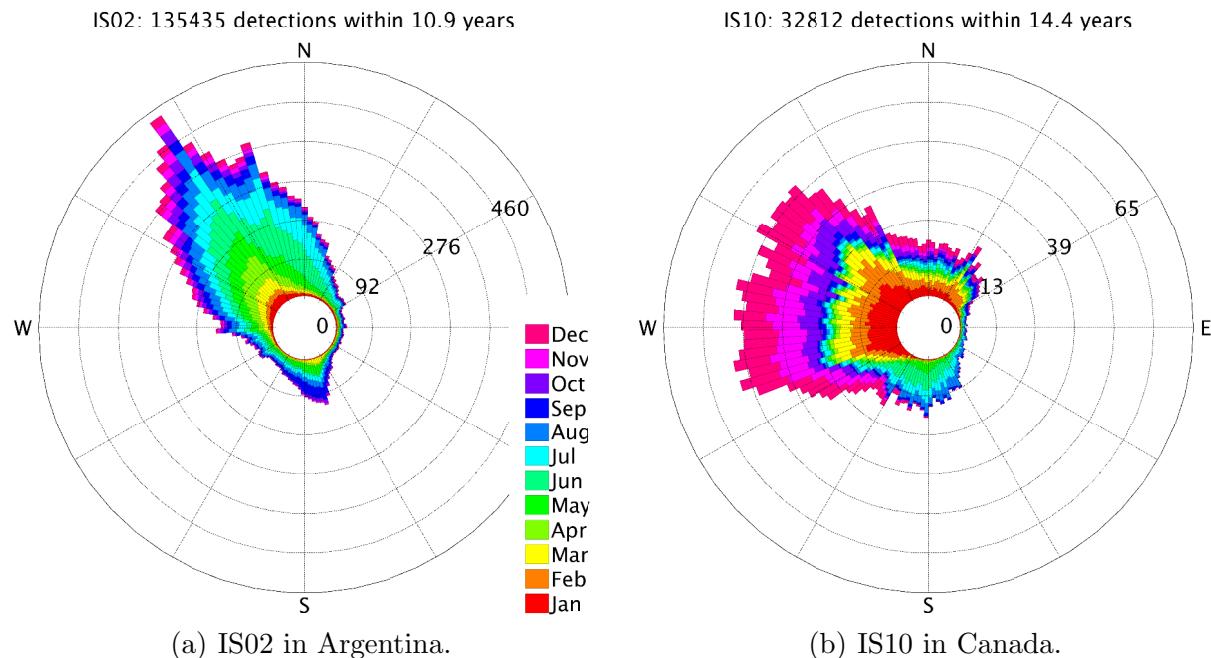 IS02: 135435 detections within 10.9 years
N
460
276
92
W
0
S
Dec
Nov
Oct
Sep
Aug
Jul
Jun
May
Apr
Mar
Feb
Jan
(a) IS02 in Argentina.
IS10: 32812 detections within 14.4 years
N
65
39
13
W
0
E
S
(b) IS10 in Canada.